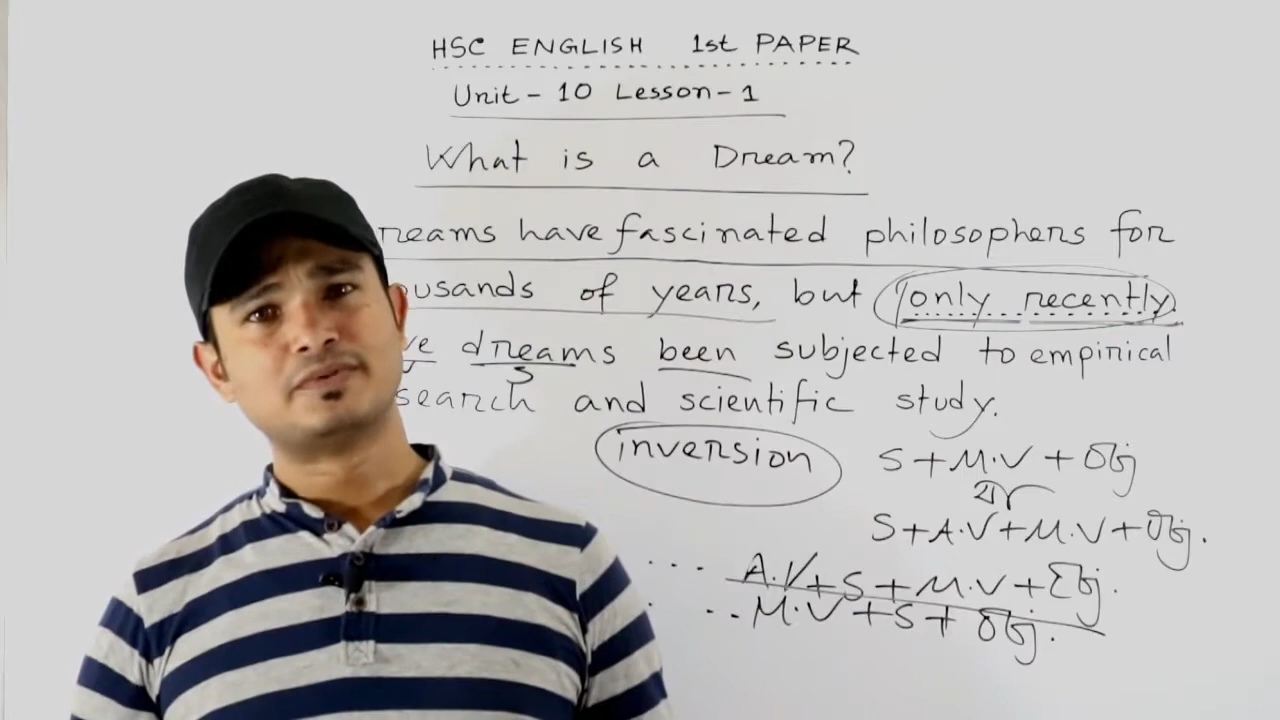 HSC ENGLISH 1st PAPER
Unit - 10 Lesson - 1
What is a Dream?
reams have fascinated philosophers for
ousands of years, but only recently
ve dreams been subjected to empirical
S
search and scientific study.
inversion
S + M.V + Obj
S + A.V + M.V + Obj.
.... A.V + S + M.V + Obj.
... M.V + S + Obj.